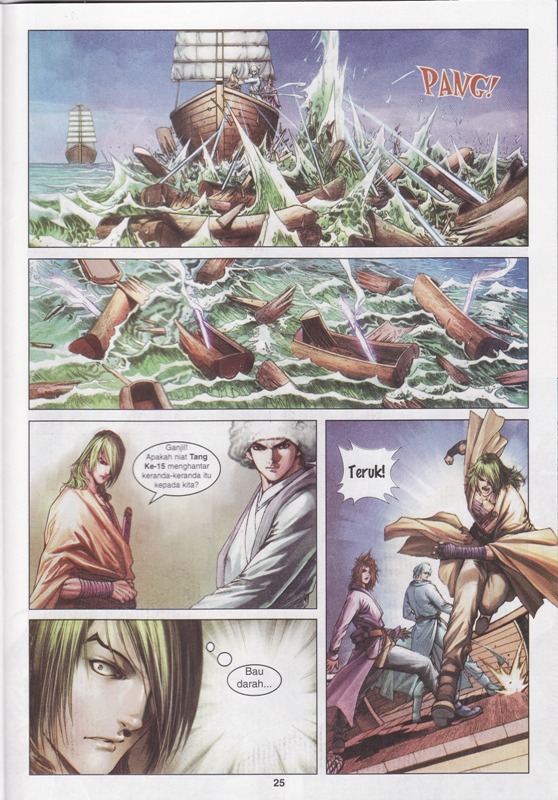 PANG!
Ganjil!
Apakah niat Tang
Ke-15 menghantar
keranda-keranda itu
kepada kita?
Teruk!
Bau
darah...
25